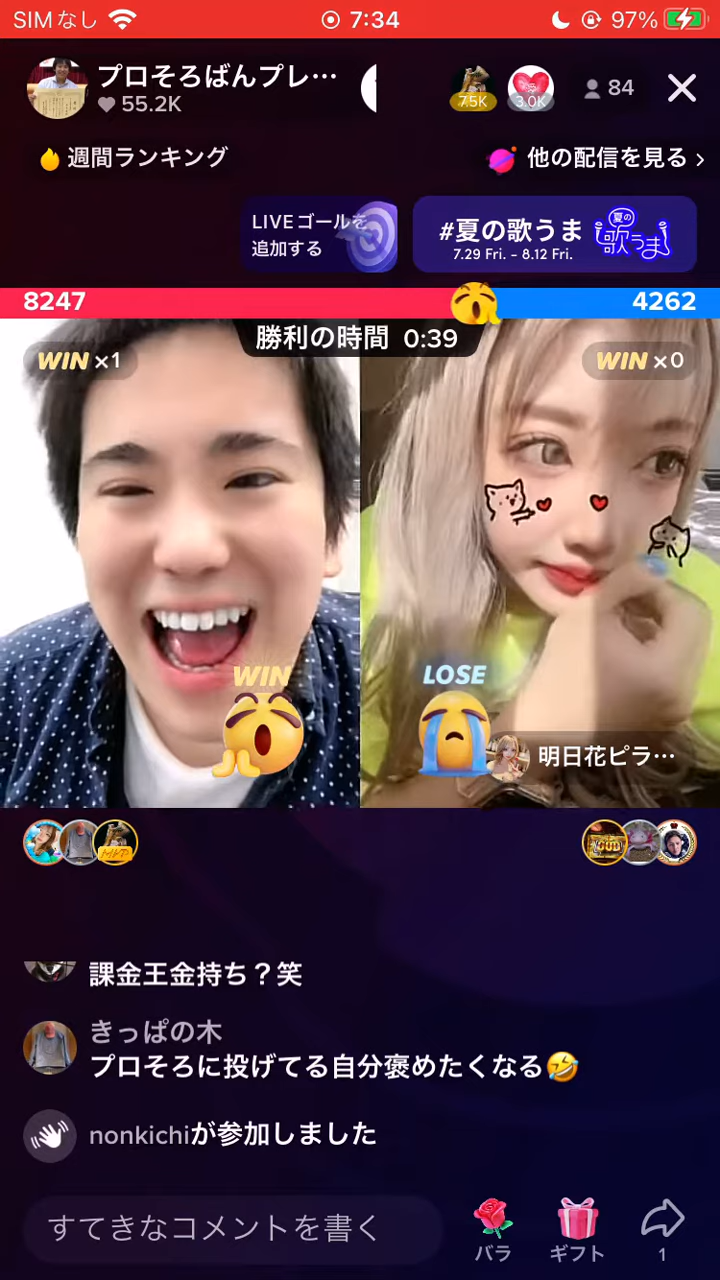 SIMなし
7:34
97%
プロそろばんプレ…
55.2K
75K
3.0K
84
週間ランキング
他の配信を見る
LIVEゴールを
追加する
#夏の歌うま
7.29 Fri. - 8.12 Fri.
夏の
歌うま
8247
4262
勝利の時間 0:39
WIN ×1
WIN ×0
WIN
LOSE
明日花ピラ…
課金王金持ち？笑
きっぱの木
プロそろに投げてる自分褒めたくなる🤣
nonkichiが参加しました
すてきなコメントを書く
バラ
ギフト
1